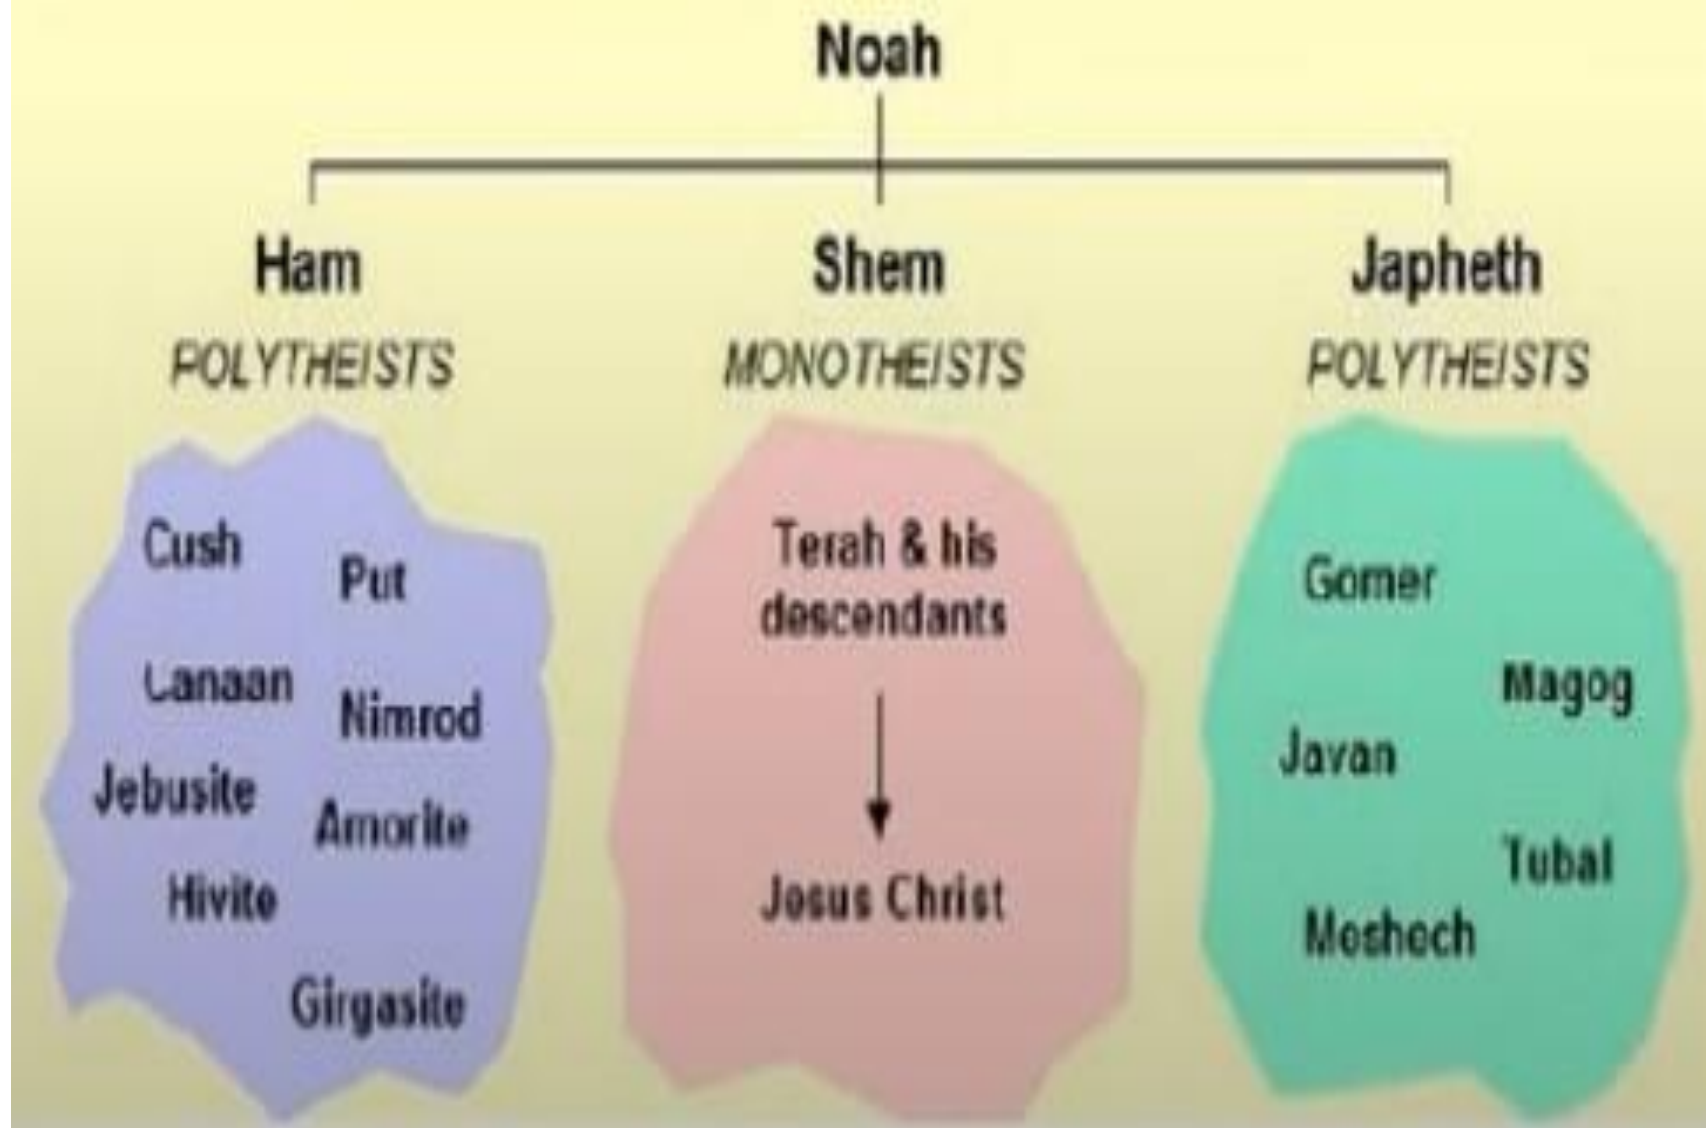 Noah
Ham
Shem
Japheth
POLYTHEISTS
MONOTHEISTS
POLYTHEISTS
Cush
Put
Canaan
Nimrod
Jebusite
Amorite
Hivite
Girgasite
Terah & his
descendants
Jesus Christ
Gomer
Magog
Javan
Tubal
Meshech